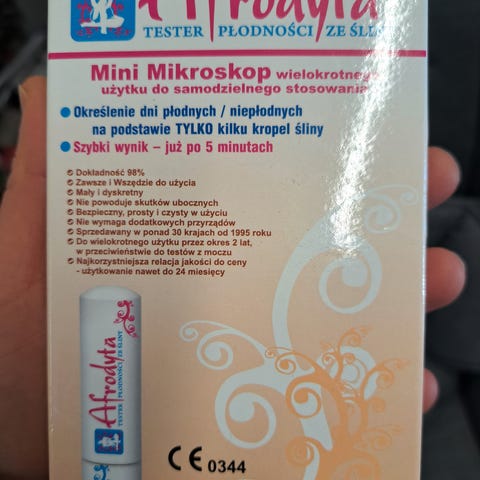 Afrodyta
TESTER PŁODNOŚCI ZE ŚLINY
Mini Mikroskop wielokrotnego
użytku do samodzielnego stosowania
Określenie dni płodnych / niepłodnych
na podstawie TYLKO kilku kropel śliny
Szybki wynik – już po 5 minutach
Dokładność 98%
Zawsze i Wszędzie do użycia
Mały i dyskretny
Nie powoduje skutków ubocznych
Bezpieczny, prosty i czysty w użyciu
Nie wymaga dodatkowych przyrządów
Sprzedawany w ponad 30 krajach od 1995 roku
Do wielokrotnego użytku przez okres 2 lat,
w przeciwieństwie do testów z moczu
Najkorzystniejsza relacja jakości do ceny
- użytkowanie nawet do 24 miesięcy
Afrodyta
TESTER PŁODNOŚCI ZE ŚLINY
CE 0344